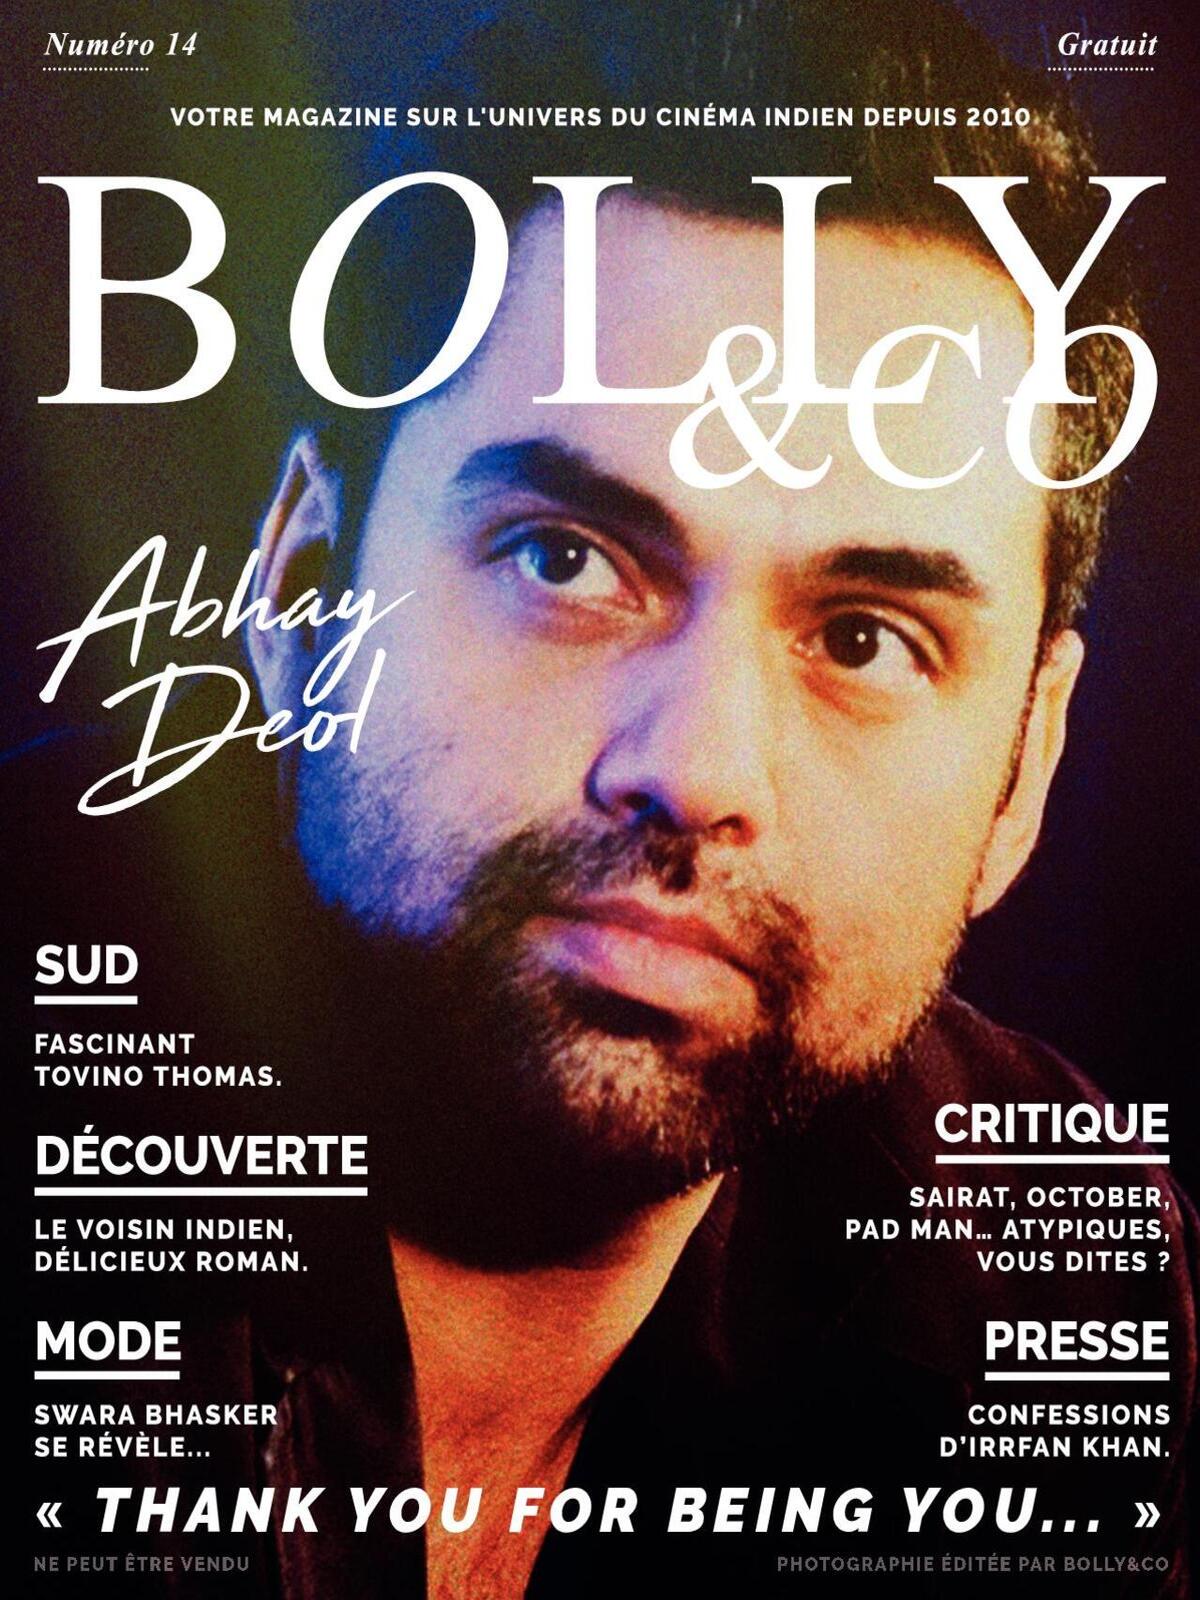 Numéro 14
Gratuit
VOTRE MAGAZINE SUR L'UNIVERS DU CINÉMA INDIEN DEPUIS 2010
BOLLY
&CO
Abhay
Deol
SUD
FASCINANT
TOVINO THOMAS.
DÉCOUVERTE
LE VOISIN INDIEN,
DÉLICIEUX ROMAN.
MODE
SWARA BHASKER
SE RÉVÈLE...
CRITIQUE
SAIRAT, OCTOBER,
PAD MAN... ATYPIQUES,
VOUS DITES ?
PRESSE
CONFESSIONS
D'IRRFAN KHAN.
« THANK YOU FOR BEING YOU... »
NE PEUT ÊTRE VENDU
PHOTOGRAPHIE ÉDITÉE PAR BOLLY&CO